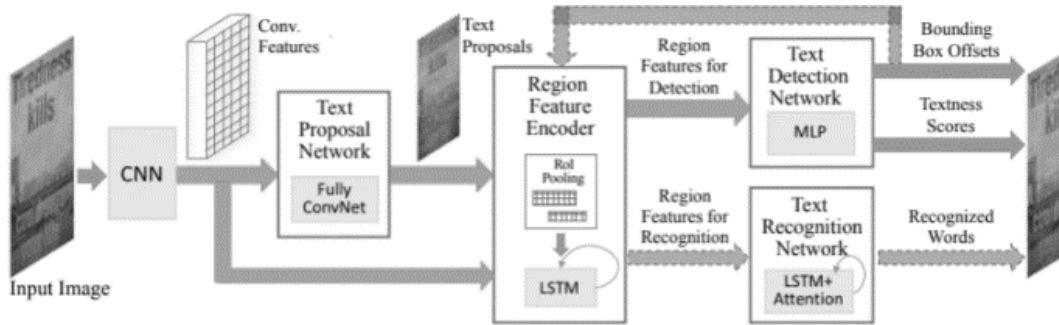 Conv.
Features
Text
Proposals
Tiredness
kills
Input Image
CNN
Text
Proposal
Network
Fully
ConvNet
Region
Feature
Encoder
RoI
Pooling
LSTM
Region
Features for
Detection
Text
Detection
Network
MLP
Bounding
Box Offsets
Textness
Scores
Region
Features for
Recognition
Text
Recognition
Network
LSTM+
Attention
Recognized
Words